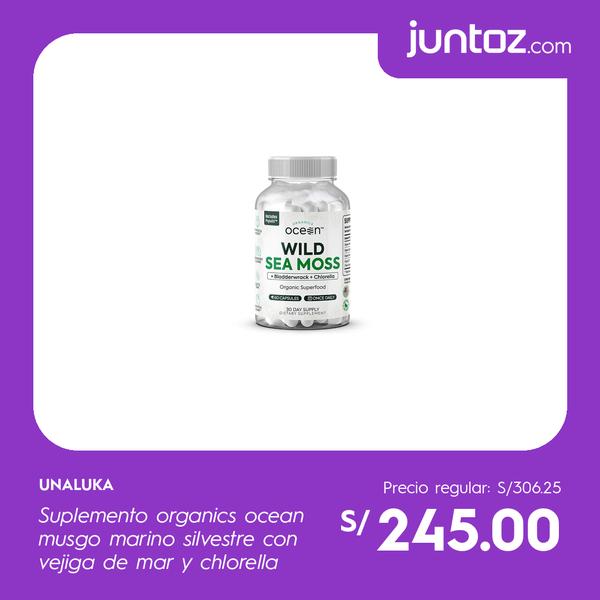 juntoz.com
ORGANICS
oceon™
WILD
SEA MOSS
+ Bladderwrack + Chlorella
Organic Superfood
60 CAPSULES ONCE DAILY
30 DAY SUPPLY
DIETARY SUPPLEMENT
UNALUKA
Suplemento organics ocean
musgo marino silvestre con
vejiga de mar y chlorella
Precio regular: S/306.25
S/ 245.00